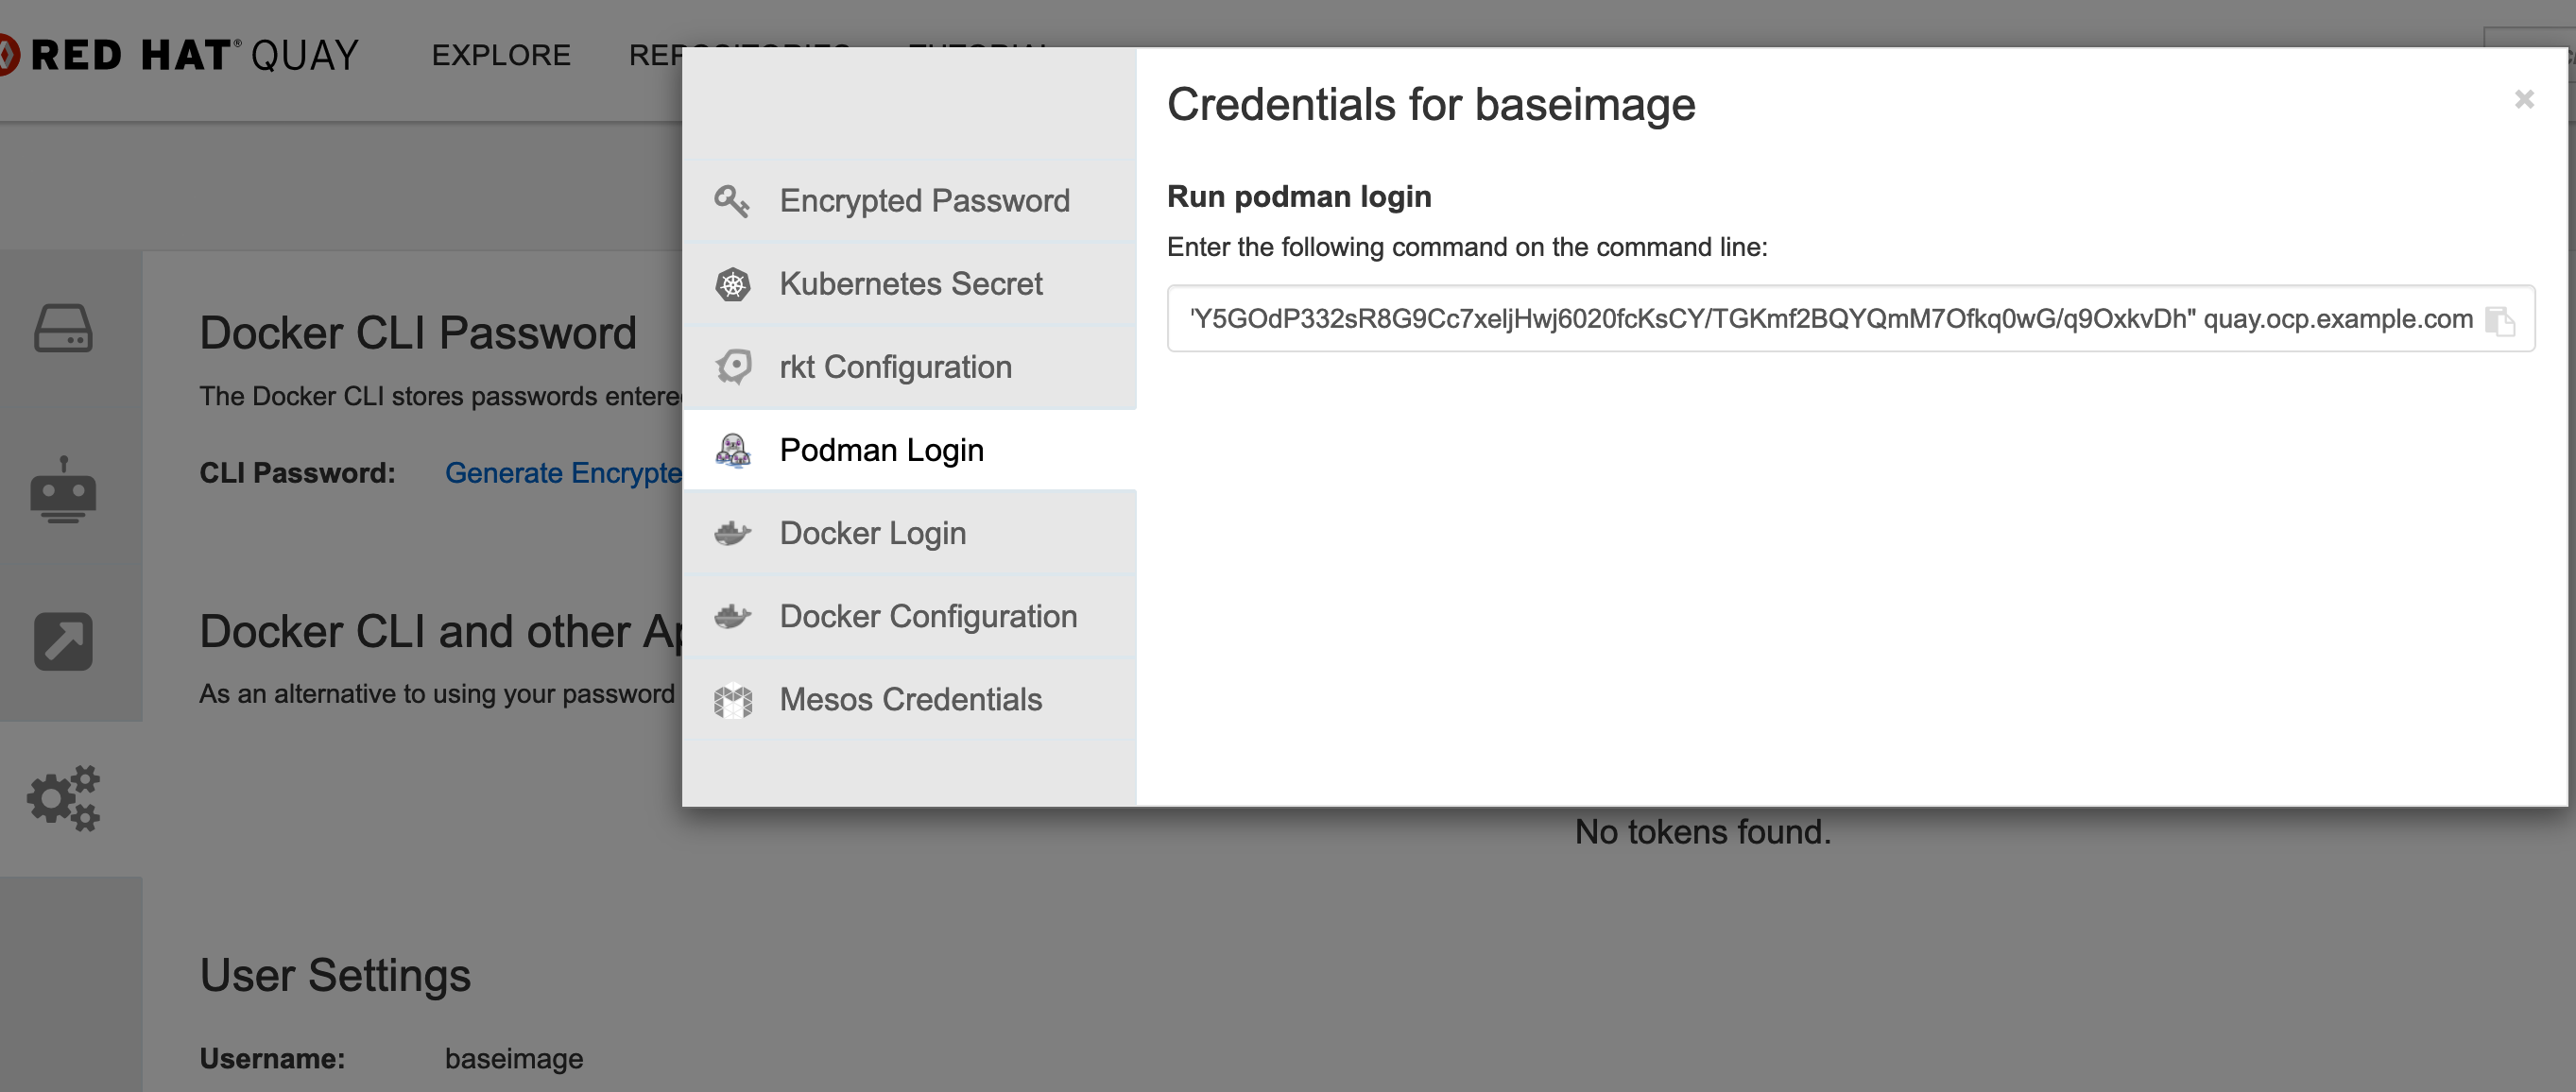 RED HAT® QUAY
EXPLORE
REPOSITORIES
TUTORIAL
Credentials for baseimage
Run podman login
Enter the following command on the command line:
'Y5GOdP332sR8G9Cc7xeljHwj6020fcKsCY/TGKmf2BQYQmM7Ofkq0wG/q9OxkvDh" quay.ocp.example.com
Encrypted Password
Kubernetes Secret
rkt Configuration
Podman Login
Docker Login
Docker Configuration
Mesos Credentials
Docker CLI Password
The Docker CLI stores passwords entere
CLI Password:
Generate Encrypte
Docker CLI and other Ap
As an alternative to using your password
No tokens found.
User Settings
Username:
baseimage